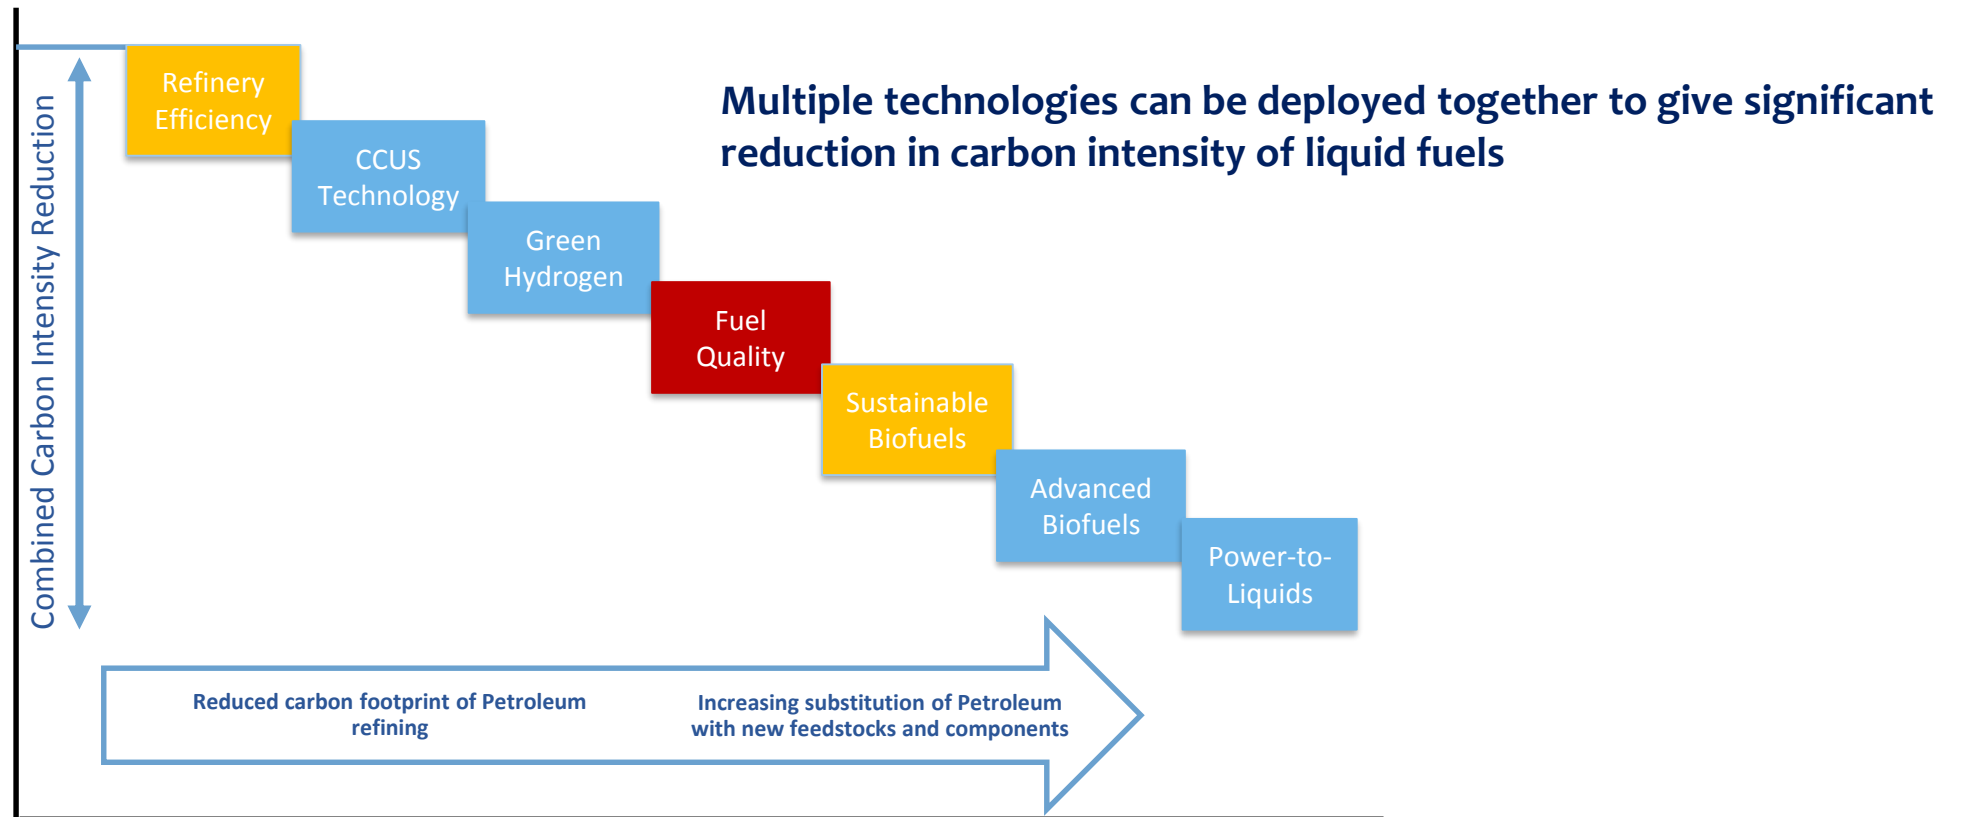 Combined Carbon Intensity Reduction
Refinery
Efficiency
CCUS
Technology
Green
Hydrogen
Fuel
Quality
Sustainable
Biofuels
Advanced
Biofuels
Power-to-
Liquids
Multiple technologies can be deployed together to give significant
reduction in carbon intensity of liquid fuels
Reduced carbon footprint of Petroleum
refining
Increasing substitution of Petroleum
with new feedstocks and components